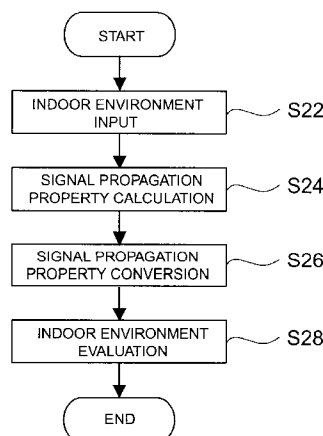 START
INDOOR ENVIRONMENT
INPUT
S22
SIGNAL PROPAGATION
PROPERTY CALCULATION
S24
SIGNAL PROPAGATION
PROPERTY CONVERSION
S26
INDOOR ENVIRONMENT
EVALUATION
S28
END